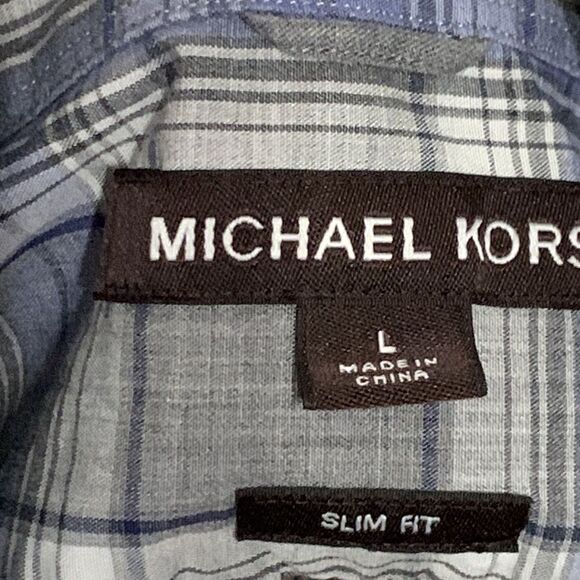 MICHAEL KORS
L
MADE IN
CHINA
SLIM FIT